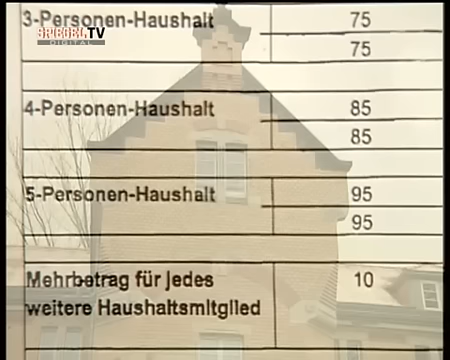 3-Personen-Haushalt 75
SPIEGEL TV
DIGITAL
75
4-Personen-Haushalt 85
85
5-Personen-Haushalt 95
95
Mehrbetrag für jedes 10
weitere Haushaltsmitglied